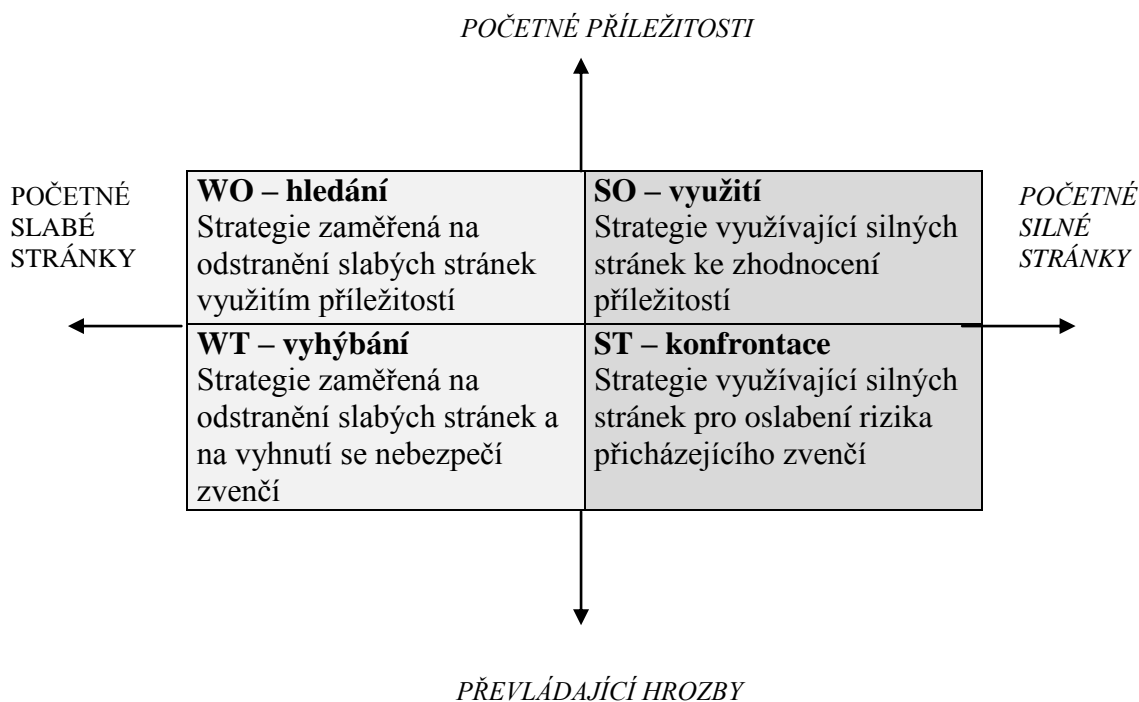 POČETNÉ PŘÍLEŽITOSTI
POČETNÉ
SLABÉ
STRÁNKY
WO – hledání
Strategie zaměřená na
odstranění slabých stránek
využitím příležitostí
SO – využití
Strategie využívající silných
stránek ke zhodnocení
příležitostí
POČETNÉ
SILNÉ
STRÁNKY
WT – vyhýbání
Strategie zaměřená na
odstranění slabých stránek a
na vyhnutí se nebezpečí
zvenčí
ST – konfrontace
Strategie využívající silných
stránek pro oslabení rizika
přicházejícího zvenčí
PŘEVLÁDAJÍCÍ HROZBY